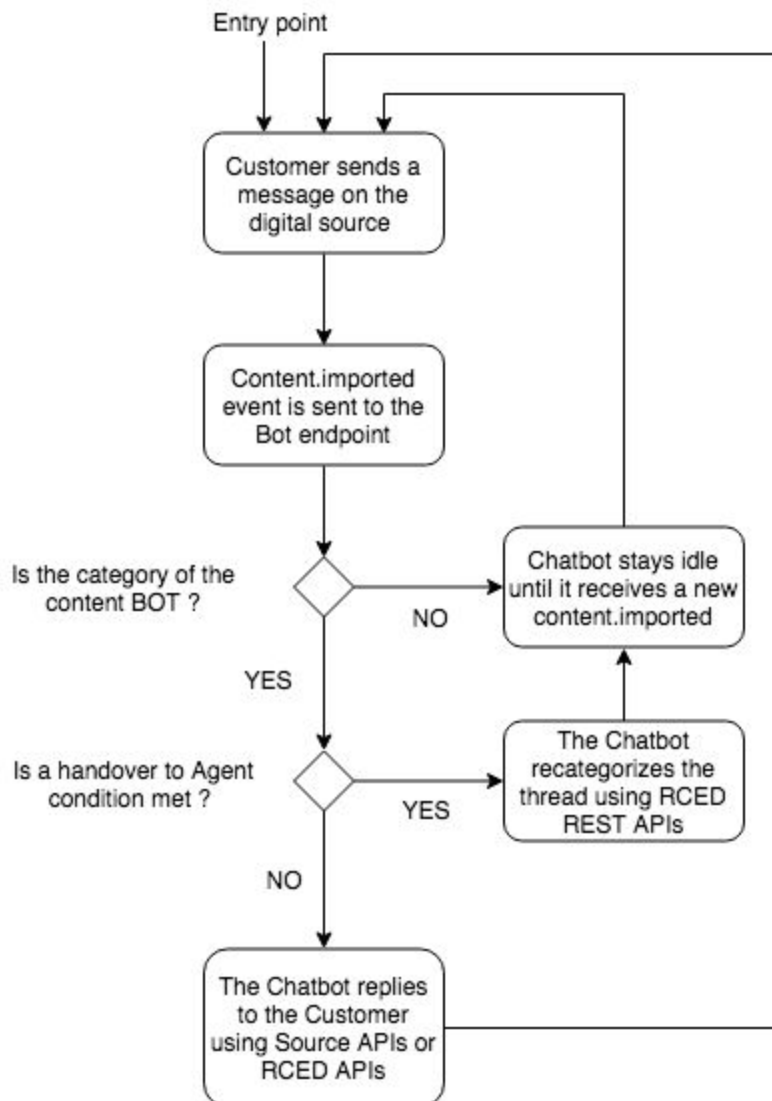 Entry point
Customer sends a
message on the
digital source
Content.imported
event is sent to the
Bot endpoint
Is the category of the
content BOT ?
NO
Chatbot stays idle
until it receives a new
content.imported
YES
Is a handover to Agent
condition met ?
YES
The Chatbot
recategorizes the
thread using RCED
REST APIs
NO
The Chatbot replies
to the Customer
using Source APIs or
RCED APIs